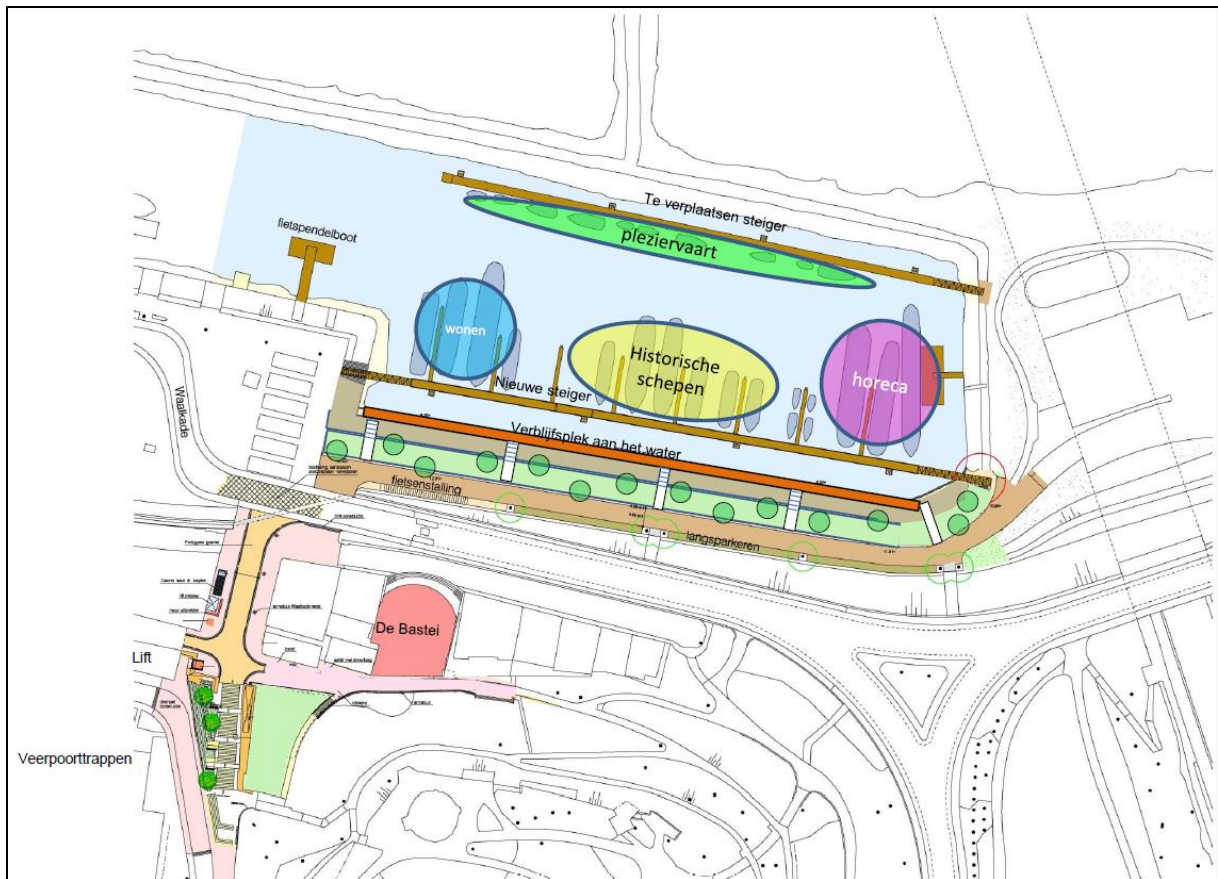 Te verplaatsen steiger
pleziervaart
fietspendelboot
wonen
Historische
schepen
horeca
Nieuwe steiger
Verblijfsplek aan het water
Waalkade
fietsenstalling
langsparkeren
De Bastei
Lift
Veerpoorttrappen